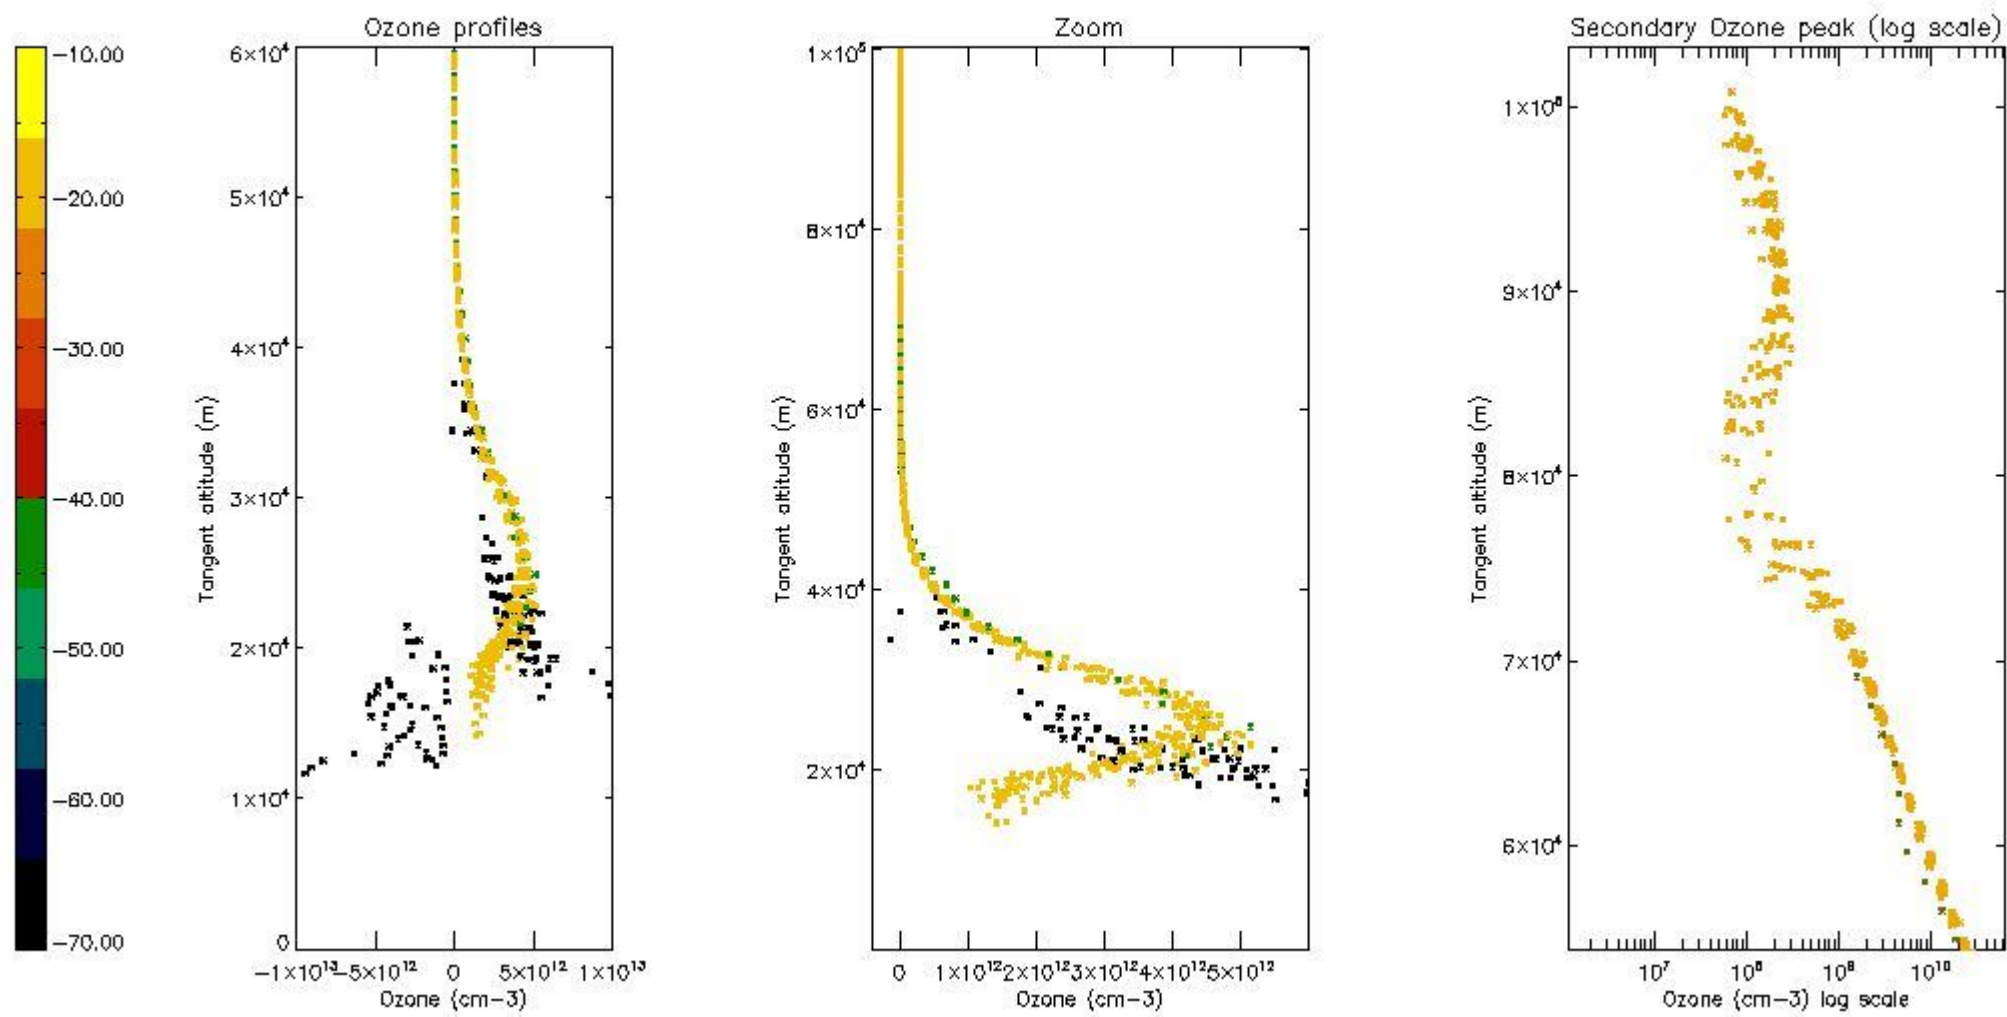 Ozone profiles
Zoom
Secondary Ozone peak (log scale)
-10.00
-20.00
-30.00
-40.00
-50.00
-60.00
-70.00
Tangent altitude (m)
6×10⁴
5×10⁴
4×10⁴
3×10⁴
2×10⁴
1×10⁴
0
-1×10¹³ -5×10¹² 0 5×10¹² 1×10¹³
Ozone (cm-3)
Tangent altitude (m)
1×10⁵
8×10⁴
6×10⁴
4×10⁴
2×10⁴
0 1×10¹² 2×10¹² 3×10¹² 4×10¹² 5×10¹²
Ozone (cm-3)
Tangent altitude (m)
1×10⁵
9×10⁴
8×10⁴
7×10⁴
6×10⁴
10⁷ 10⁸ 10⁹ 10¹⁰
Ozone (cm-3) log scale